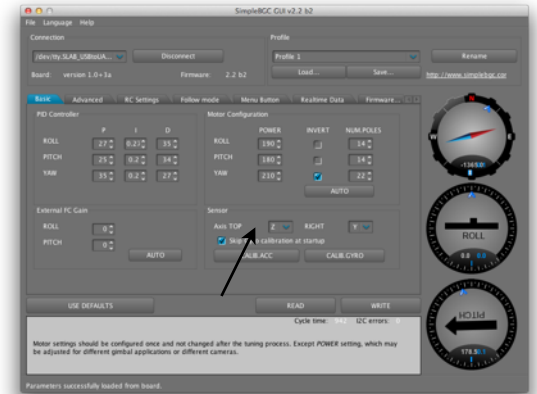 SimpleBGC GUI v2.2 b2
File Language Help
Connection
Profile
/dev/tty.SLAB_USBtoUA...
Disconnect
Profile 1
Rename
Board: version 1.0+3a
Firmware: 2.2 b2
Load...
Save...
http://www.simplebgc.com
Basic Advanced RC Settings Follow mode Menu Button Realtime Data Firmware...
PID Controller
P I D
ROLL 27 0.2 35
PITCH 25 0.2 34
YAW 35 0.2 27
Motor Configuration
POWER INVERT NUM.POLES
ROLL 190 14
PITCH 180 14
YAW 210 22
AUTO
External FC Gain
ROLL 0
PITCH 0
AUTO
Sensor
Axis TOP Z RIGHT Y
Skip calibration at startup
CALIB.ACC
CALIB.GYRO
N
W
E
ROLL
0.0 0.0
PITCH
USE DEFAULTS
READ
WRITE
Cycle time: I2C errors:
Motor settings should be configured once and not changed after the tuning process. Except POWER setting, which may
be adjusted for different gimbal applications or different cameras.
Parameters successfully loaded from board.